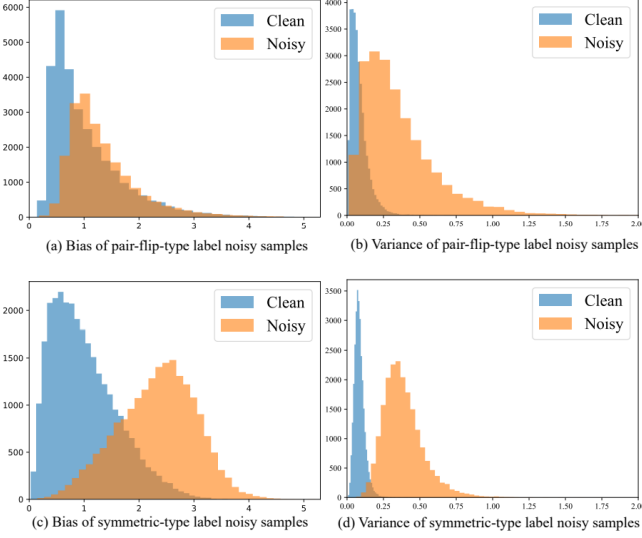 6000
5000
4000
3000
2000
1000
0
0 1 2 3 4 5
Clean
Noisy
(a) Bias of pair-flip-type label noisy samples
4000
3500
3000
2500
2000
1500
1000
500
0
0.00 0.25 0.50 0.75 1.00 1.25 1.50 1.75 2.00
Clean
Noisy
(b) Variance of pair-flip-type label noisy samples
2000
1500
1000
500
0
0 1 2 3 4 5
Clean
Noisy
(c) Bias of symmetric-type label noisy samples
3500
3000
2500
2000
1500
1000
500
0
0.00 0.25 0.50 0.75 1.00 1.25 1.50 1.75 2.00
Clean
Noisy
(d) Variance of symmetric-type label noisy samples